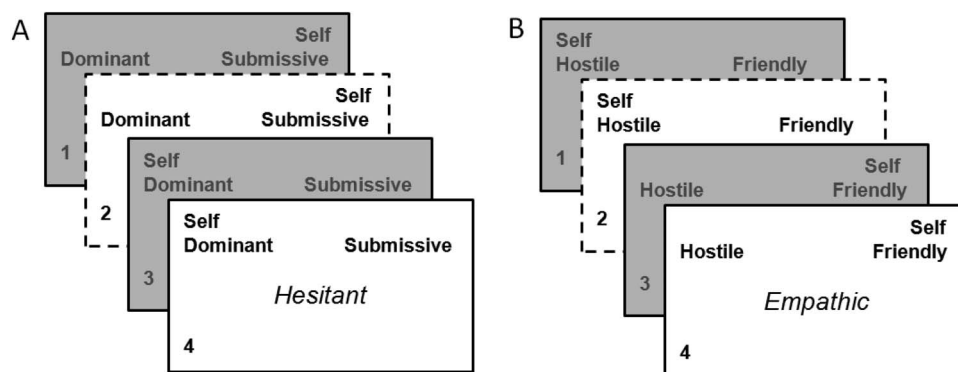 A
Self
Dominant Submissive
1
Self
Dominant Submissive
2
Self
Dominant Submissive
3
Self
Dominant Submissive
Hesitant
4
B
Self
Hostile Friendly
1
Self
Hostile Friendly
2
Self
Hostile Friendly
3
Self
Hostile Friendly
Empathic
4